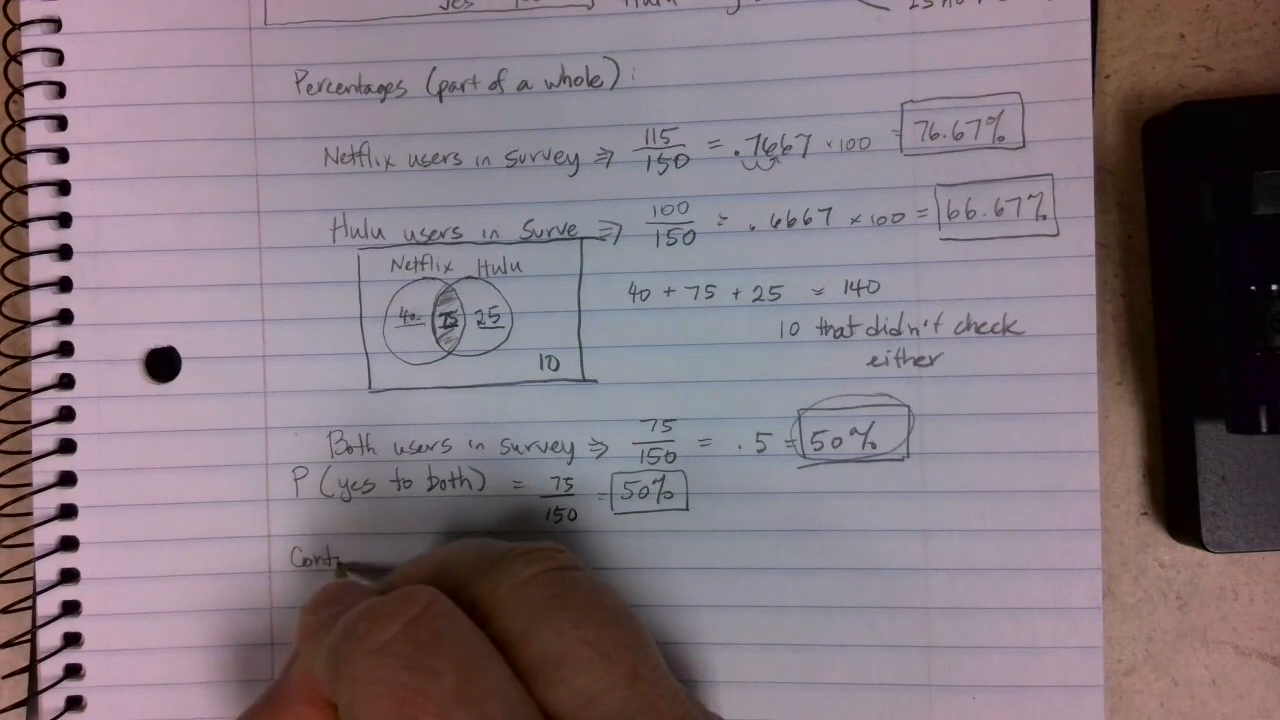 yes
Percentages (part of a whole):
Netflix users in survey ⇒ 115/150 = .7667 × 100 = 76.67%
Hulu users in Surve ⇒ 100/150 = .6667 × 100 = 66.67%
Netflix Hulu
40 75 25
10
40 + 75 + 25 = 140
10 that didn't check
either
Both users in survey ⇒ 75/150 = .5 = 50%
P (yes to both) = 75/150 = 50%
Cont